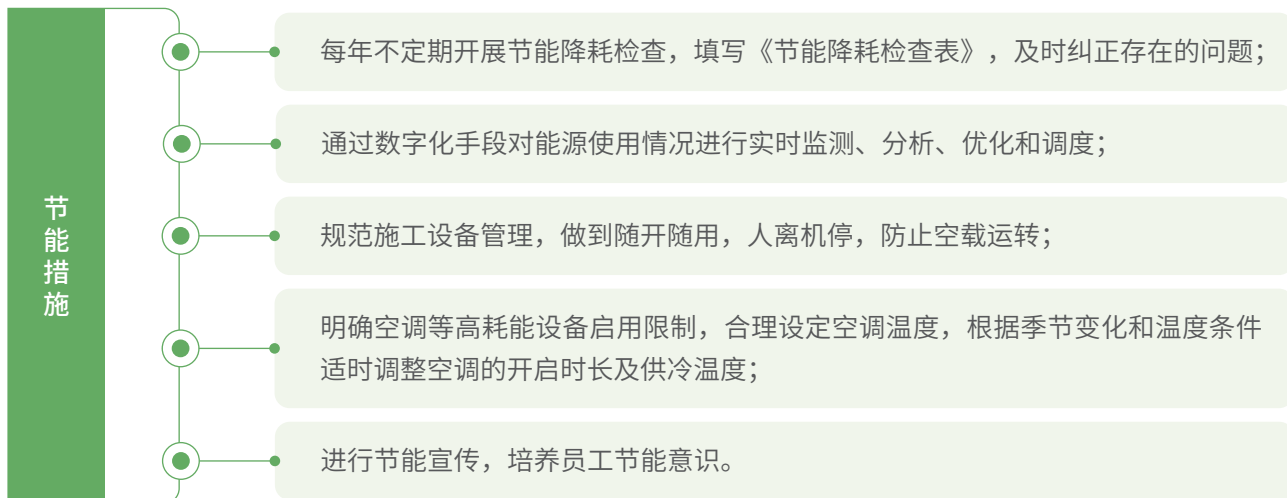 节能措施
每年不定期开展节能降耗检查，填写《节能降耗检查表》，及时纠正存在的问题；
通过数字化手段对能源使用情况进行实时监测、分析、优化和调度；
规范施工设备管理，做到随开随用，人离机停，防止空载运转；
明确空调等高耗能设备启用限制，合理设定空调温度，根据季节变化和温度条件
适时调整空调的开启时长及供冷温度；
进行节能宣传，培养员工节能意识。